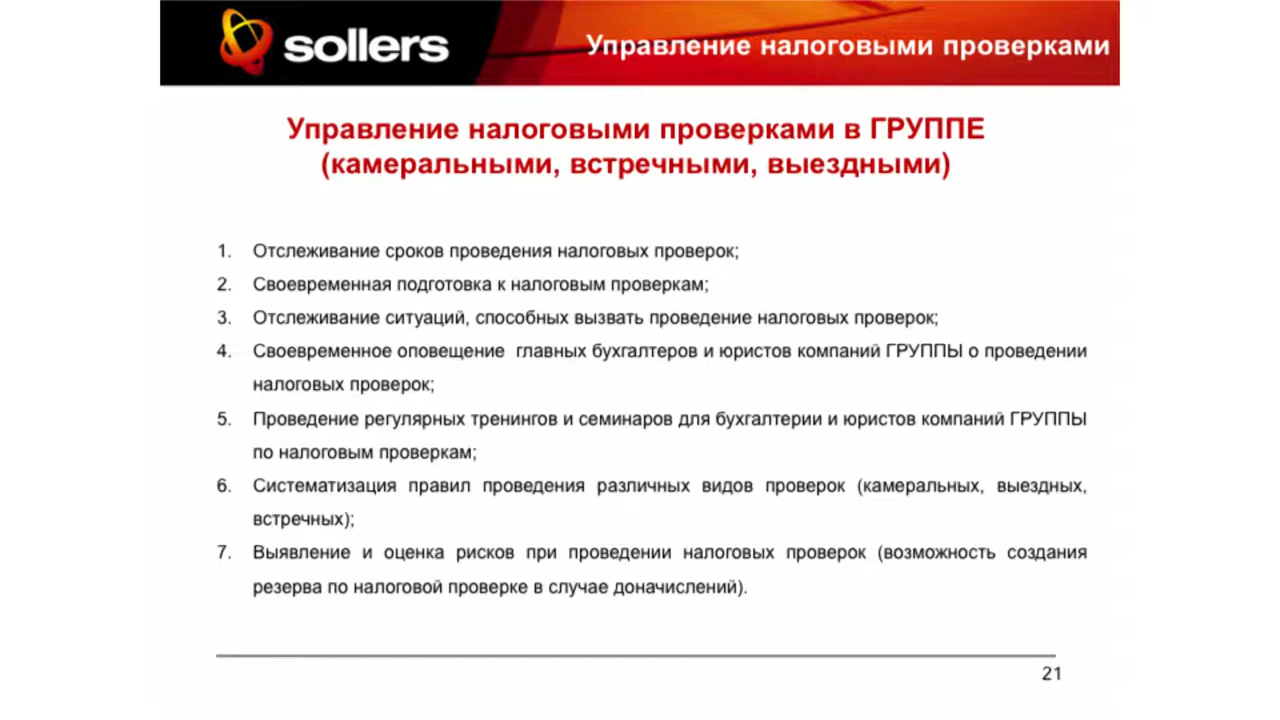 sollers
Управление налоговыми проверками
Управление налоговыми проверками в ГРУППЕ
(камеральными, встречными, выездными)
1. Отслеживание сроков проведения налоговых проверок;
2. Своевременная подготовка к налоговым проверкам;
3. Отслеживание ситуаций, способных вызвать проведение налоговых проверок;
4. Своевременное оповещение главных бухгалтеров и юристов компаний ГРУППЫ о проведении
налоговых проверок;
5. Проведение регулярных тренингов и семинаров для бухгалтерии и юристов компаний ГРУППЫ
по налоговым проверкам;
6. Систематизация правил проведения различных видов проверок (камеральных, выездных,
встречных);
7. Выявление и оценка рисков при проведении налоговых проверок (возможность создания
резерва по налоговой проверке в случае доначислений).
21